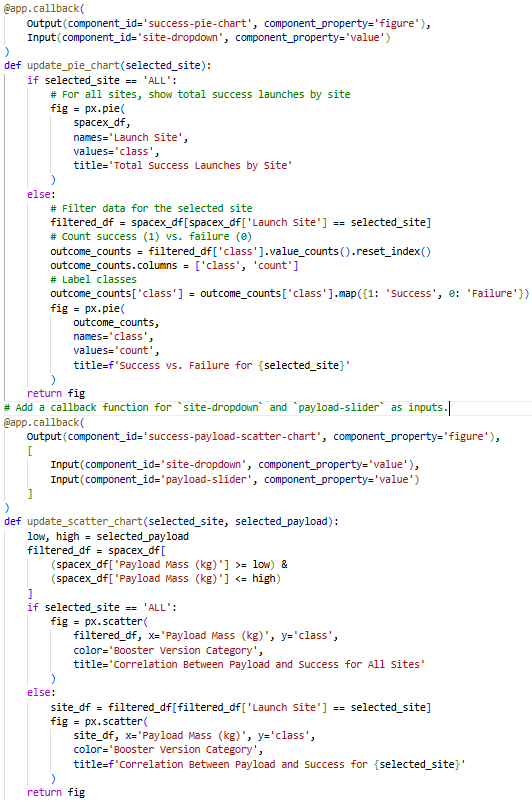 @app.callback(
    Output(component_id='success-pie-chart', component_property='figure'),
    Input(component_id='site-dropdown', component_property='value')
)
def update_pie_chart(selected_site):
    if selected_site == 'ALL':
        # For all sites, show total success launches by site
        fig = px.pie(
            spacex_df,
            names='Launch Site',
            values='class',
            title='Total Success Launches by Site'
        )
    else:
        # Filter data for the selected site
        filtered_df = spacex_df[spacex_df['Launch Site'] == selected_site]
        # Count success (1) vs. failure (0)
        outcome_counts = filtered_df['class'].value_counts().reset_index()
        outcome_counts.columns = ['class', 'count']
        # Label classes
        outcome_counts['class'] = outcome_counts['class'].map({1: 'Success', 0: 'Failure'})
        fig = px.pie(
            outcome_counts,
            names='class',
            values='count',
            title=f'Success vs. Failure for {selected_site}'
        )
    return fig
# Add a callback function for `site-dropdown` and `payload-slider` as inputs.
@app.callback(
    Output(component_id='success-payload-scatter-chart', component_property='figure'),
    [
        Input(component_id='site-dropdown', component_property='value'),
        Input(component_id='payload-slider', component_property='value')
    ]
)
def update_scatter_chart(selected_site, selected_payload):
    low, high = selected_payload
    filtered_df = spacex_df[
        (spacex_df['Payload Mass (kg)'] >= low) &
        (spacex_df['Payload Mass (kg)'] <= high)
    ]
    if selected_site == 'ALL':
        fig = px.scatter(
            filtered_df, x='Payload Mass (kg)', y='class',
            color='Booster Version Category',
            title='Correlation Between Payload and Success for All Sites'
        )
    else:
        site_df = filtered_df[filtered_df['Launch Site'] == selected_site]
        fig = px.scatter(
            site_df, x='Payload Mass (kg)', y='class',
            color='Booster Version Category',
            title=f'Correlation Between Payload and Success for {selected_site}'
        )
    return fig